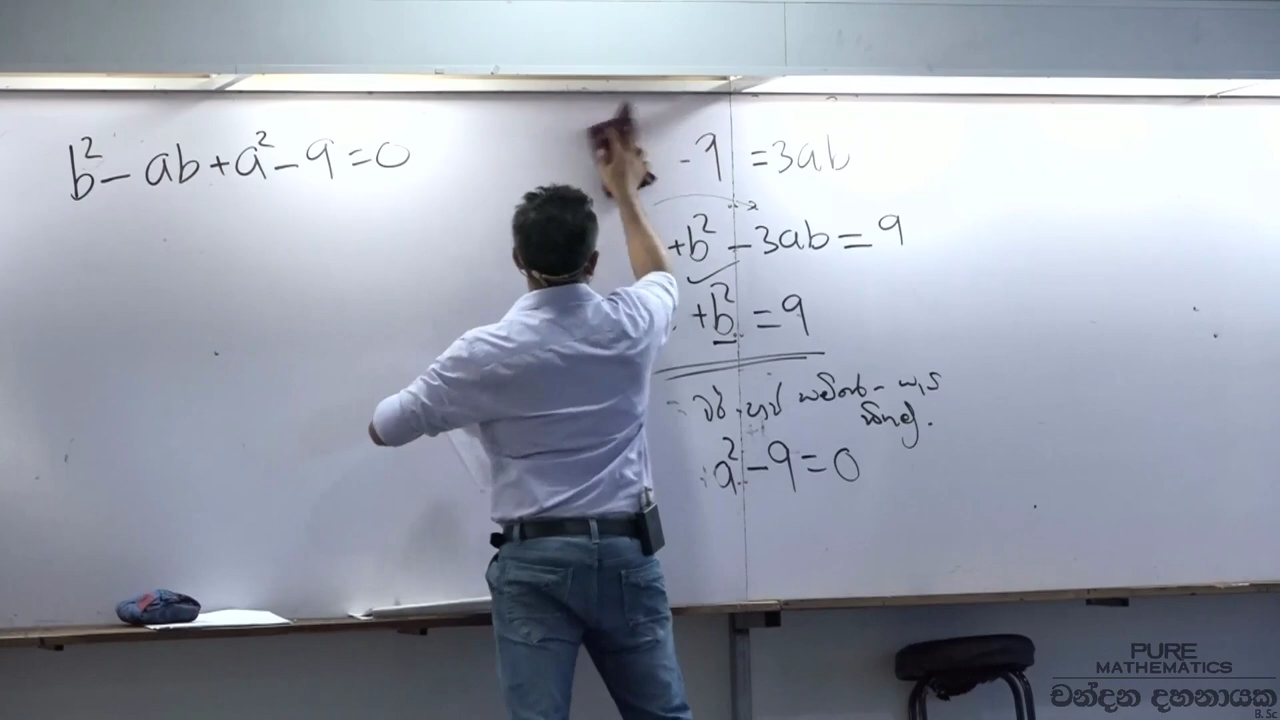 b² - ab + a² - 9 = 0
- 9 = 3ab
+ b² - 3ab = 9
+ b² = 9
a² - 9 = 0
PURE
MATHEMATICS
චන්දන දහනායක
B.Sc